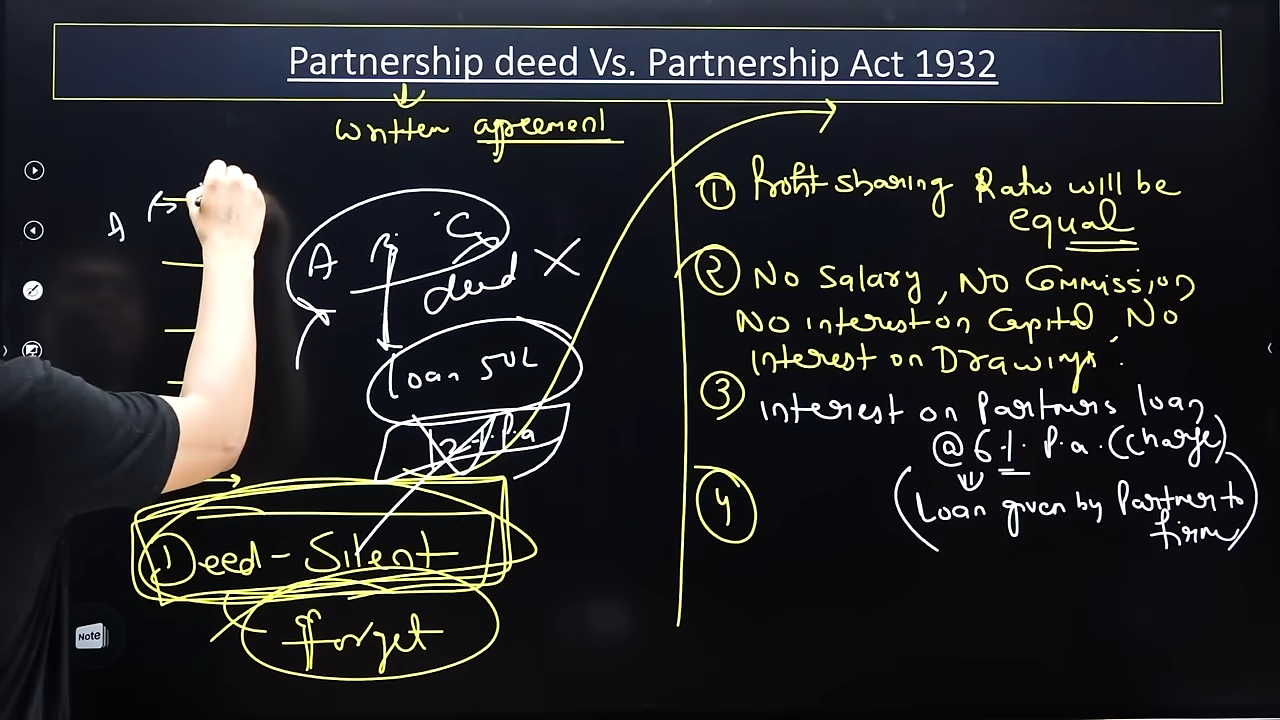 Partnership deed Vs. Partnership Act 1932
written agreement
A
A B C
deed
loan 50L
12% P.a
Deed-Silent
forget
① Profit sharing Ratio will be
equal
② No Salary, No Commission
No interest on Capital, No
Interest on Drawings.
③ interest on Partners loan
@ 6% P.a. (charge)
(Loan given by Partner to
firm)
④
Note